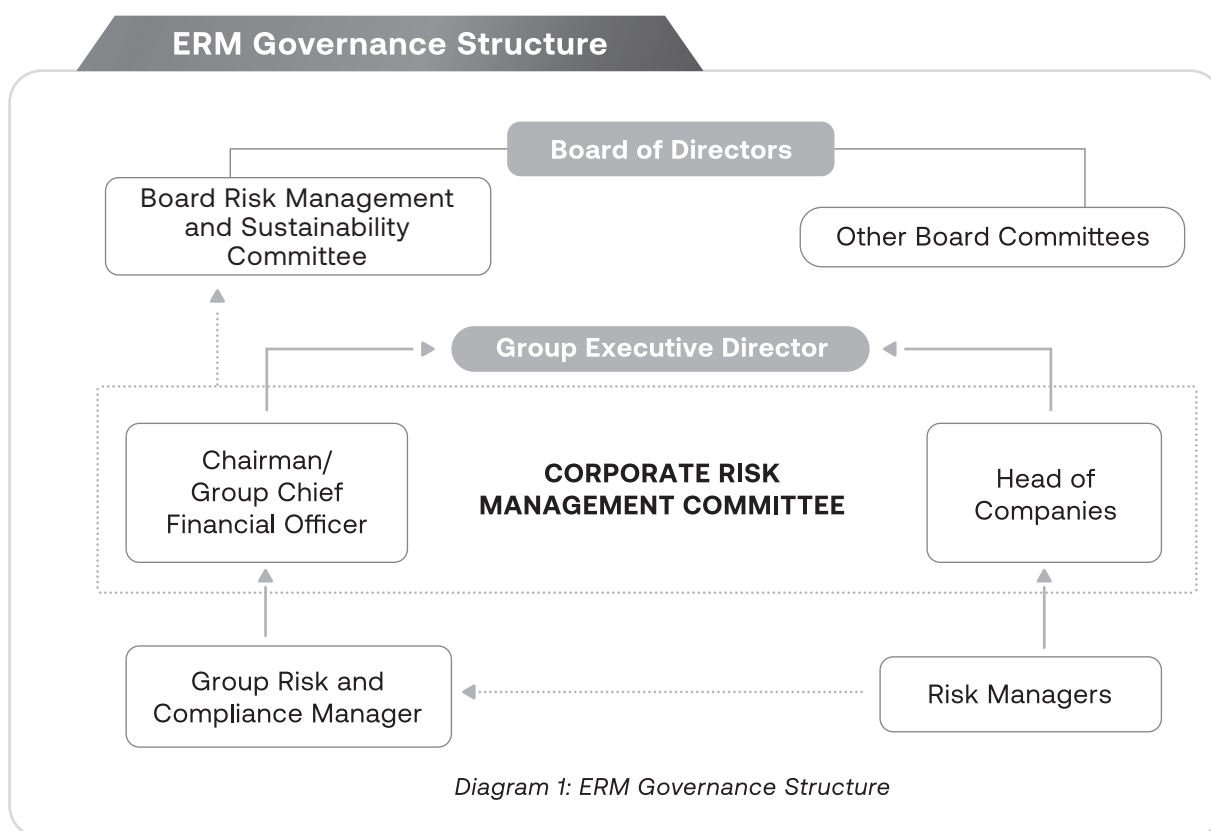 ERM Governance Structure
Board of Directors
Board Risk Management
and Sustainability
Committee
Other Board Committees
Group Executive Director
Chairman/
Group Chief
Financial Officer
CORPORATE RISK
MANAGEMENT COMMITTEE
Head of
Companies
Group Risk and
Compliance Manager
Risk Managers
Diagram 1: ERM Governance Structure